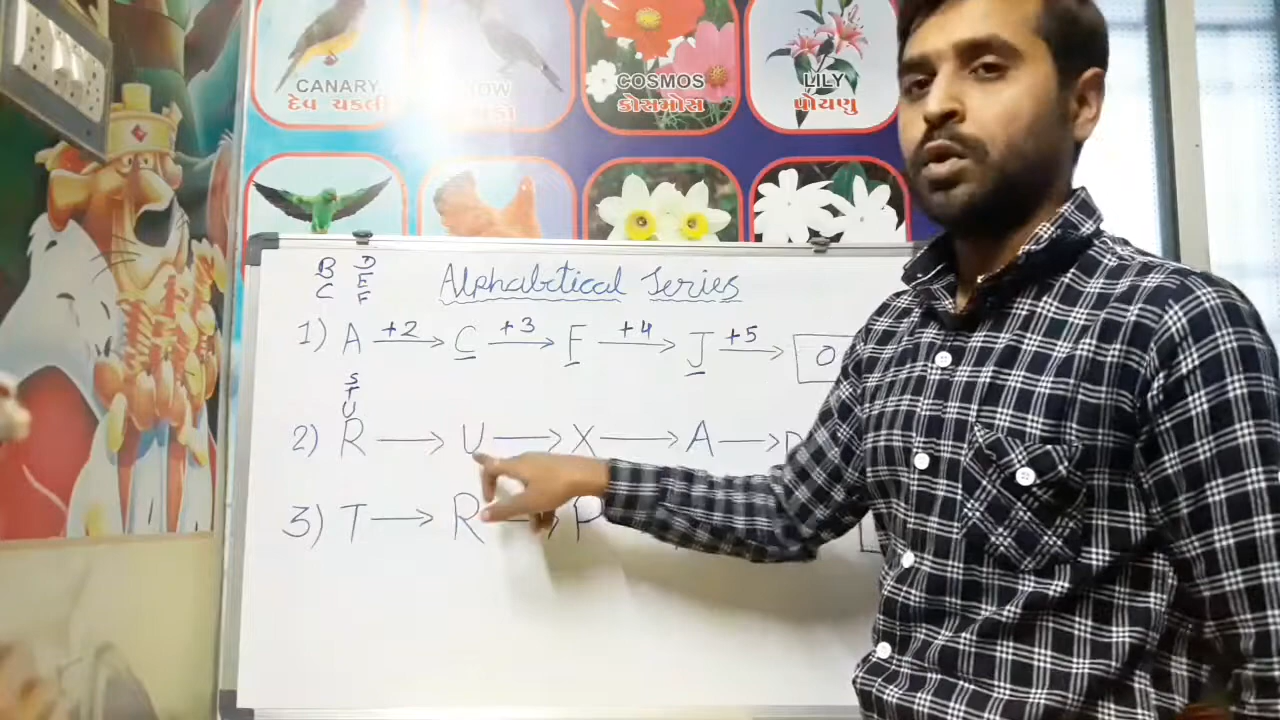 CANARY
દેવ ચકલી
COSMOS
કોસમોસ
LILY
પોયણુ
B D
C E
F
Alphabetical Series
1) A +2 C +3 F +4 J +5 O
S
T
U
2) R U X A
3) T R P